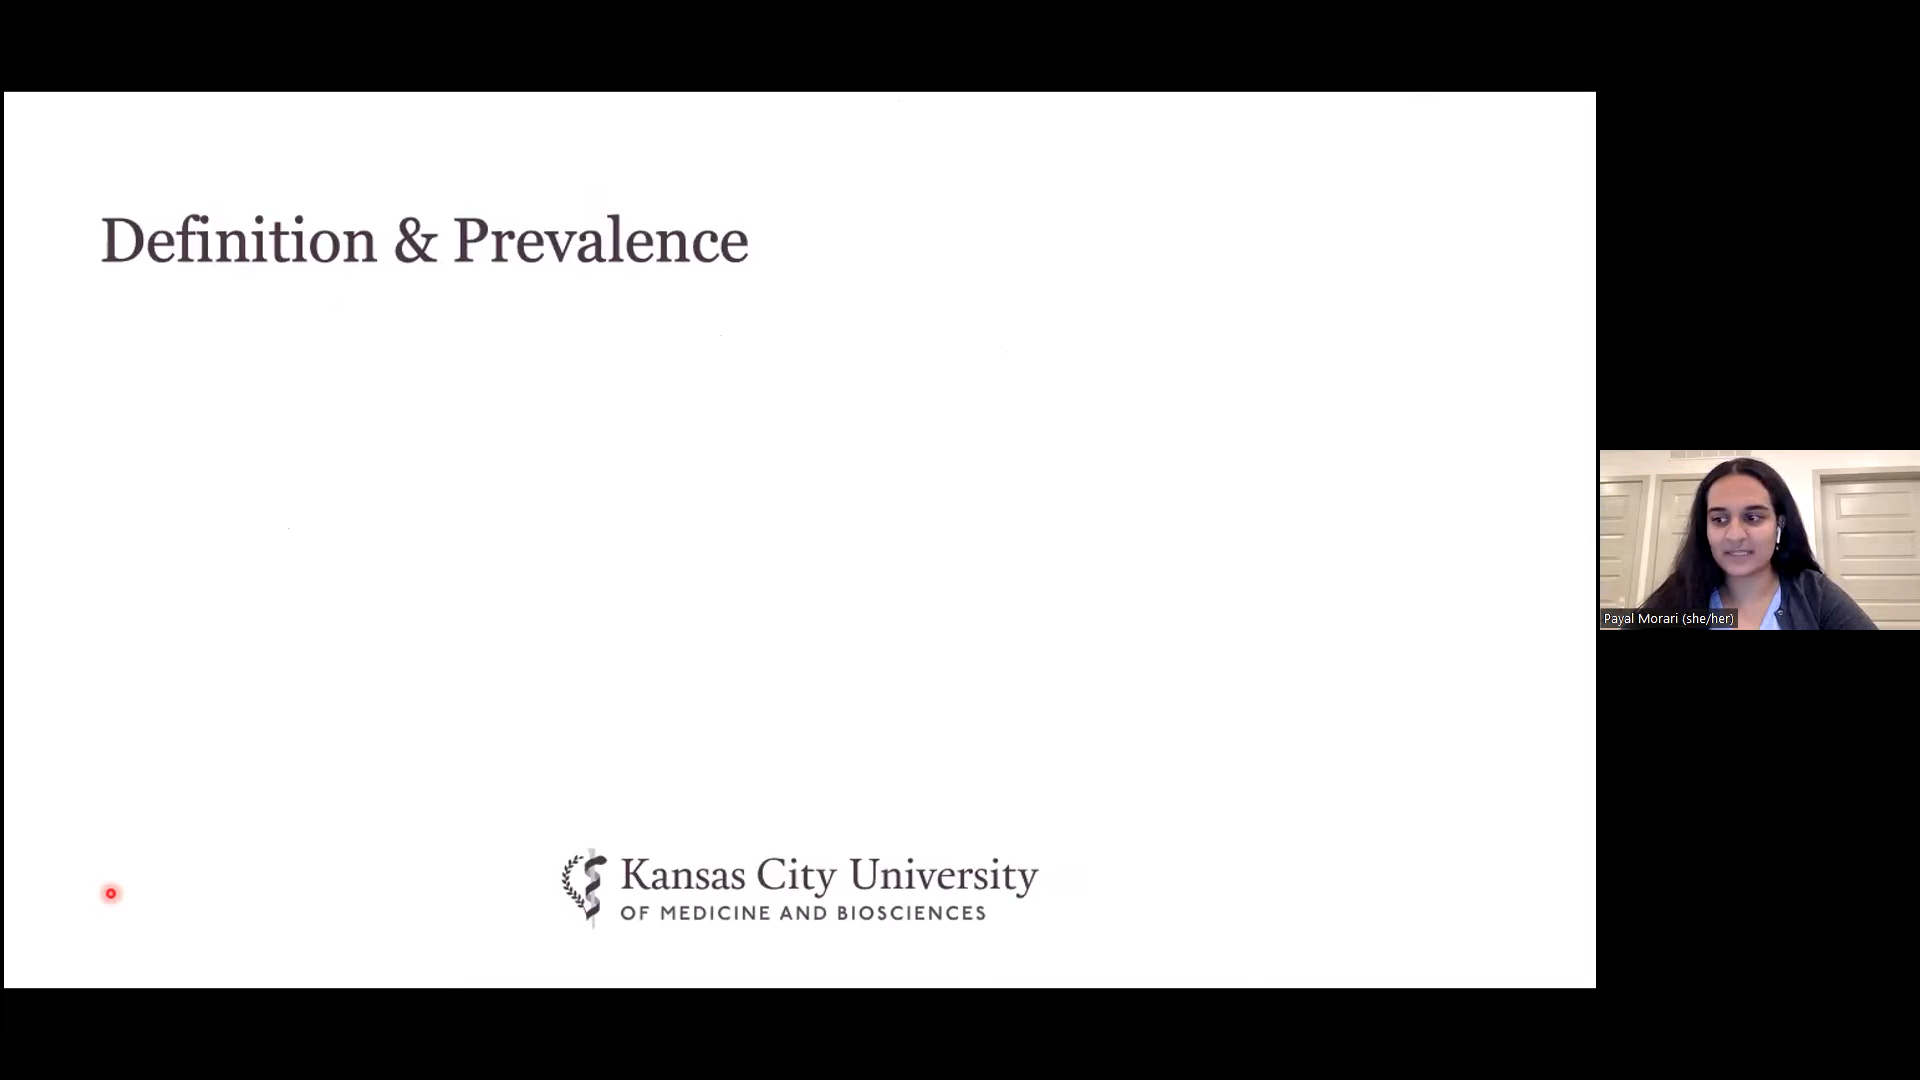 Definition & Prevalence
Payal Morari (she/her)
Kansas City University
OF MEDICINE AND BIOSCIENCES